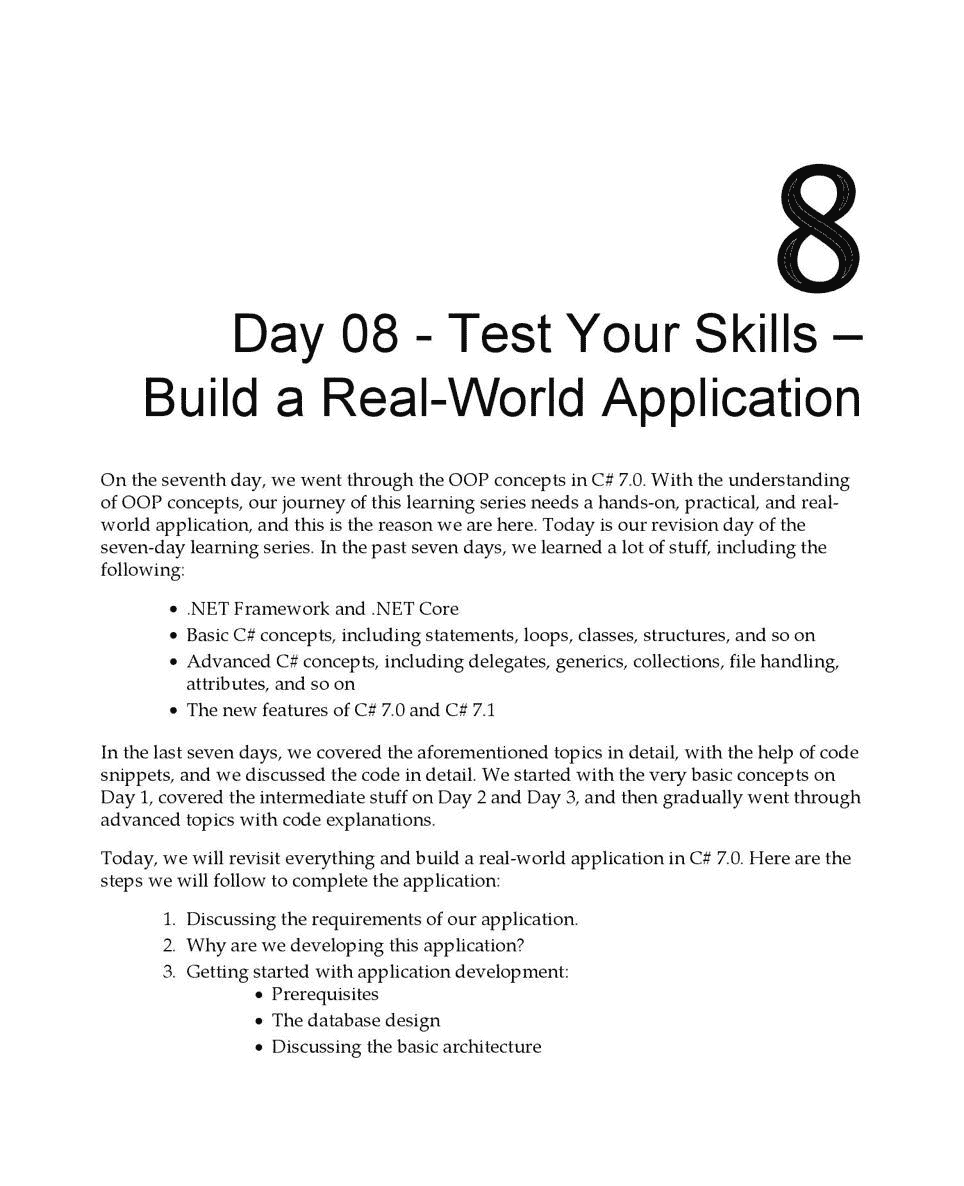 8
Day 08 - Test Your Skills –
Build a Real-World Application
On the seventh day, we went through the OOP concepts in C# 7.0. With the understanding
of OOP concepts, our journey of this learning series needs a hands-on, practical, and real-
world application, and this is the reason we are here. Today is our revision day of the
seven-day learning series. In the past seven days, we learned a lot of stuff, including the
following:
• .NET Framework and .NET Core
• Basic C# concepts, including statements, loops, classes, structures, and so on
• Advanced C# concepts, including delegates, generics, collections, file handling,
attributes, and so on
• The new features of C# 7.0 and C# 7.1
In the last seven days, we covered the aforementioned topics in detail, with the help of code
snippets, and we discussed the code in detail. We started with the very basic concepts on
Day 1, covered the intermediate stuff on Day 2 and Day 3, and then gradually went through
advanced topics with code explanations.
Today, we will revisit everything and build a real-world application in C# 7.0. Here are the
steps we will follow to complete the application:
1. Discussing the requirements of our application.
2. Why are we developing this application?
3. Getting started with application development:
• Prerequisites
• The database design
• Discussing the basic architecture